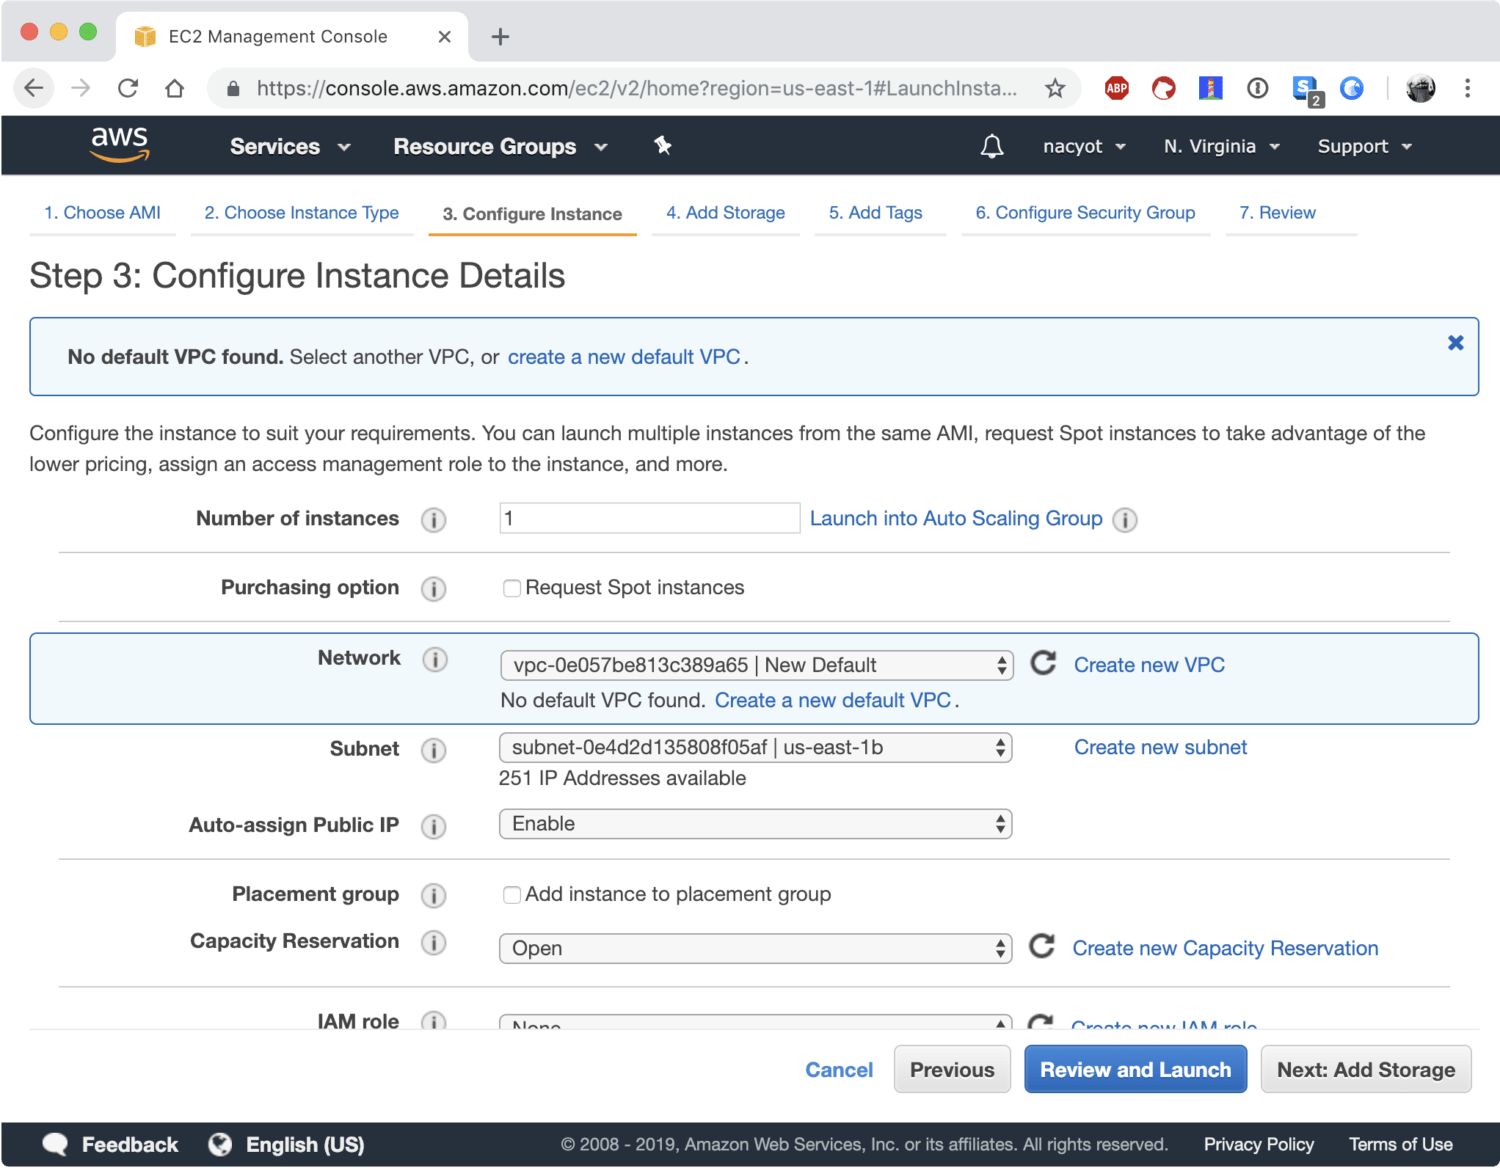 EC2 Management Console
https://console.aws.amazon.com/ec2/v2/home?region=us-east-1#LaunchInsta...
ABP
S
2
aws Services Resource Groups nacyot N. Virginia Support
1. Choose AMI 2. Choose Instance Type 3. Configure Instance 4. Add Storage 5. Add Tags 6. Configure Security Group 7. Review
Step 3: Configure Instance Details
No default VPC found. Select another VPC, or create a new default VPC.
Configure the instance to suit your requirements. You can launch multiple instances from the same AMI, request Spot instances to take advantage of the
lower pricing, assign an access management role to the instance, and more.
Number of instances i 1 Launch into Auto Scaling Group i
Purchasing option i Request Spot instances
Network i vpc-0e057be813c389a65 | New Default Create new VPC
No default VPC found. Create a new default VPC.
Subnet i subnet-0e4d2d135808f05af | us-east-1b Create new subnet
251 IP Addresses available
Auto-assign Public IP i Enable
Placement group i Add instance to placement group
Capacity Reservation i Open Create new Capacity Reservation
IAM role i None Create new IAM role
Cancel Previous Review and Launch Next: Add Storage
Feedback English (US) © 2008 - 2019, Amazon Web Services, Inc. or its affiliates. All rights reserved. Privacy Policy Terms of Use